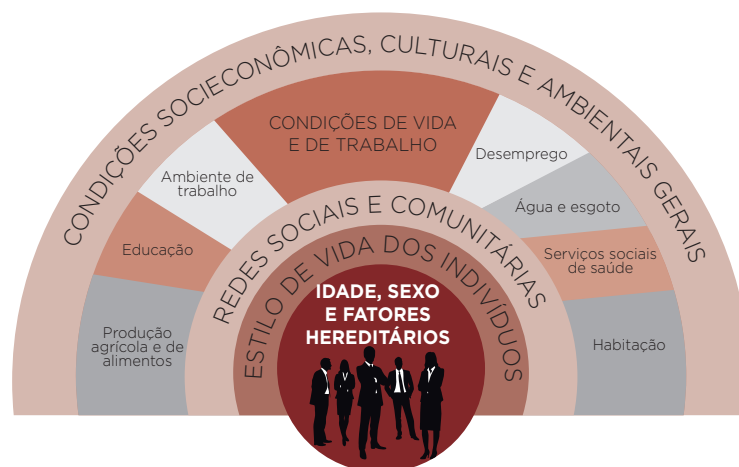 CONDIÇÕES SOCIECONÔMICAS, CULTURAIS E AMBIENTAIS GERAIS
CONDIÇÕES DE VIDA
E DE TRABALHO
Ambiente de
trabalho
Desemprego
Educação
Água e esgoto
Serviços sociais
de saúde
Produção
agrícola e de
alimentos
Habitação
REDES SOCIAIS E COMUNITÁRIAS
ESTILO DE VIDA DOS INDIVÍDUOS
IDADE, SEXO
E FATORES
HEREDITÁRIOS